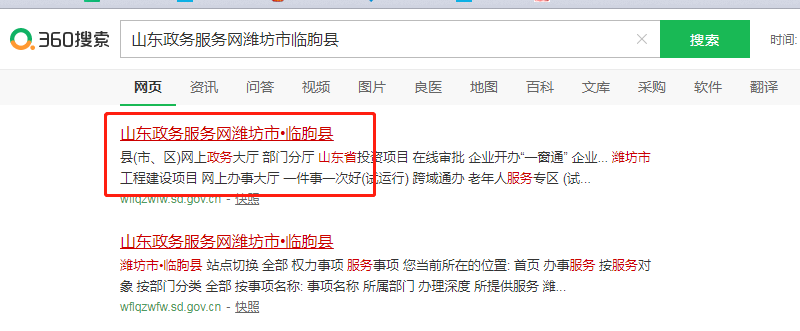 360搜索 山东政务服务网潍坊市临朐县 × 搜索 时间:
网页 资讯 问答 视频 图片 良医 地图 百科 文库 采购 软件 翻译
山东政务服务网潍坊市•临朐县
县(市、区)网上政务大厅 部门分厅 山东省投资项目 在线审批 企业开办“一窗通” 企业... 潍坊市
工程建设项目 网上办事大厅 一件事一次好(试运行) 跨域通办 老年人服务专区 (试...
wflqzwfw.sd.gov.cn - 快照
山东政务服务网潍坊市•临朐县
潍坊市•临朐县 站点切换 全部 权力事项 服务事项 您当前所在的位置: 首页 办事服务 按服务对
象 按部门分类 全部 按事项名称: 事项名称 所属部门 办理深度 所提供服务 潍...
wflqzwfw.sd.gov.cn - 快照